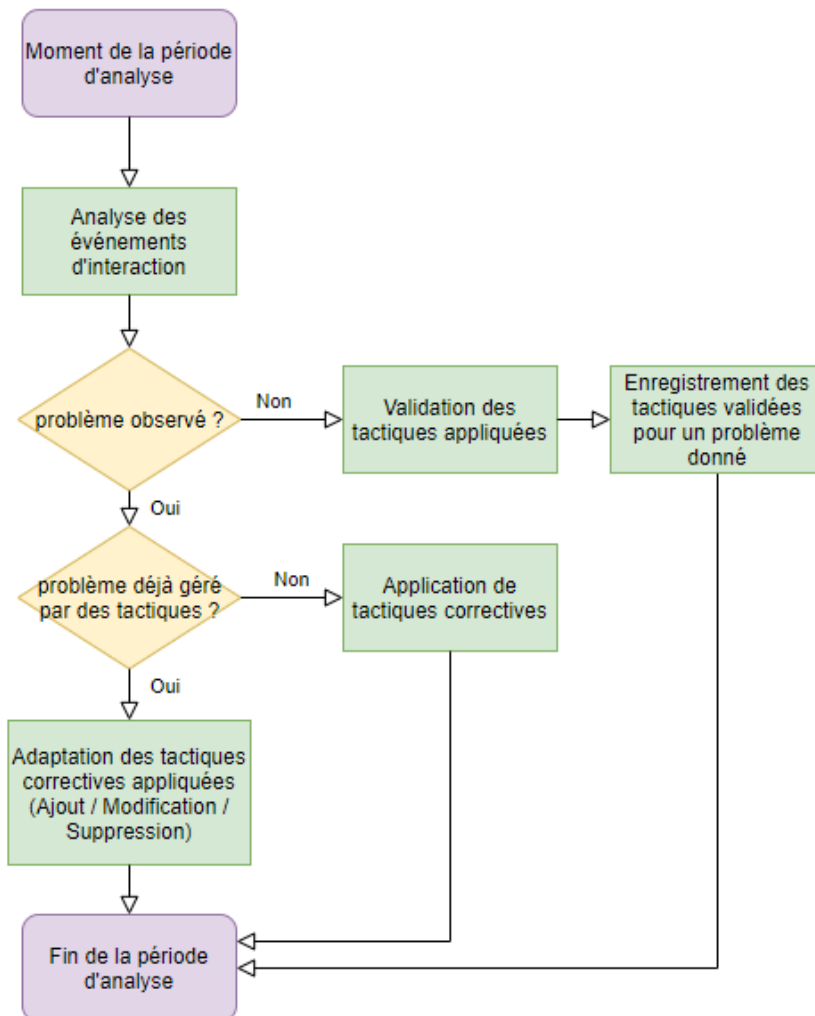 Moment de la période
d'analyse
Analyse des
événements
d'interaction
problème observé ?
Non
Validation des
tactiques appliquées
Enregistrement des
tactiques validées
pour un problème
donné
Oui
problème déjà géré
par des tactiques ?
Non
Application de
tactiques correctives
Oui
Adaptation des tactiques
correctives appliquées
(Ajout / Modification /
Suppression)
Fin de la période
d'analyse